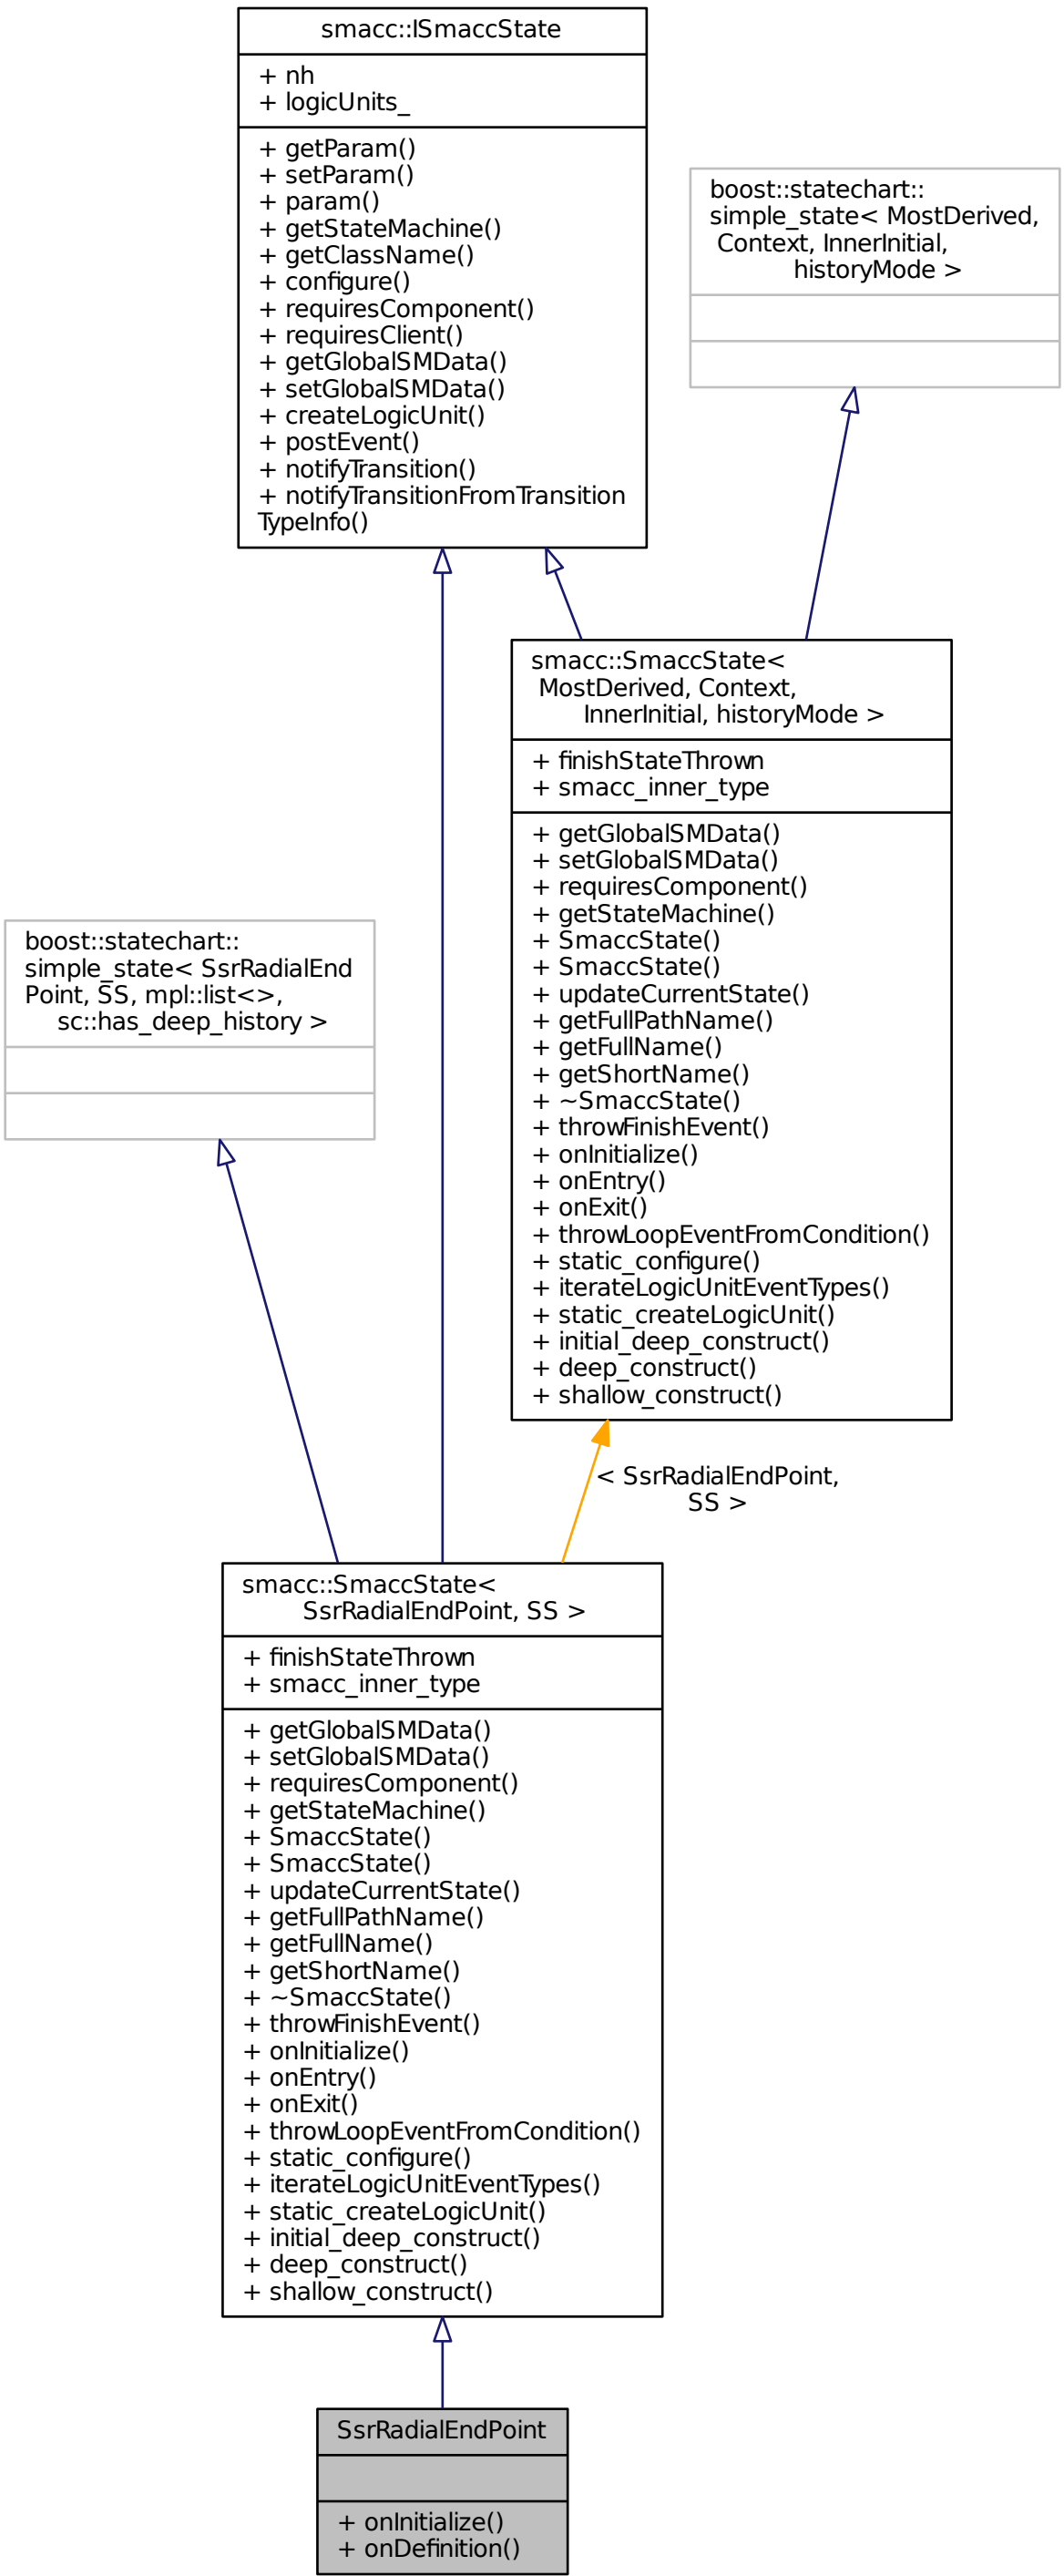 smacc::ISmaccState
+ nh
+ logicUnits_
+ getParam()
+ setParam()
+ param()
+ getStateMachine()
+ getClassName()
+ configure()
+ requiresComponent()
+ requiresClient()
+ getGlobalSMData()
+ setGlobalSMData()
+ createLogicUnit()
+ postEvent()
+ notifyTransition()
+ notifyTransitionFromTransition
TypeInfo()
boost::statechart::
simple_state< MostDerived,
Context, InnerInitial,
historyMode >
smacc::SmaccState<
MostDerived, Context,
InnerInitial, historyMode >
+ finishStateThrown
+ smacc_inner_type
+ getGlobalSMData()
+ setGlobalSMData()
+ requiresComponent()
+ getStateMachine()
+ SmaccState()
+ SmaccState()
+ updateCurrentState()
+ getFullPathName()
+ getFullName()
+ getShortName()
+ ~SmaccState()
+ throwFinishEvent()
+ onInitialize()
+ onEntry()
+ onExit()
+ throwLoopEventFromCondition()
+ static_configure()
+ iterateLogicUnitEventTypes()
+ static_createLogicUnit()
+ initial_deep_construct()
+ deep_construct()
+ shallow_construct()
boost::statechart::
simple_state< SsrRadialEnd
Point, SS, mpl::list<>,
sc::has_deep_history >
< SsrRadialEndPoint,
SS >
smacc::SmaccState<
SsrRadialEndPoint, SS >
+ finishStateThrown
+ smacc_inner_type
+ getGlobalSMData()
+ setGlobalSMData()
+ requiresComponent()
+ getStateMachine()
+ SmaccState()
+ SmaccState()
+ updateCurrentState()
+ getFullPathName()
+ getFullName()
+ getShortName()
+ ~SmaccState()
+ throwFinishEvent()
+ onInitialize()
+ onEntry()
+ onExit()
+ throwLoopEventFromCondition()
+ static_configure()
+ iterateLogicUnitEventTypes()
+ static_createLogicUnit()
+ initial_deep_construct()
+ deep_construct()
+ shallow_construct()
SsrRadialEndPoint
+ onInitialize()
+ onDefinition()